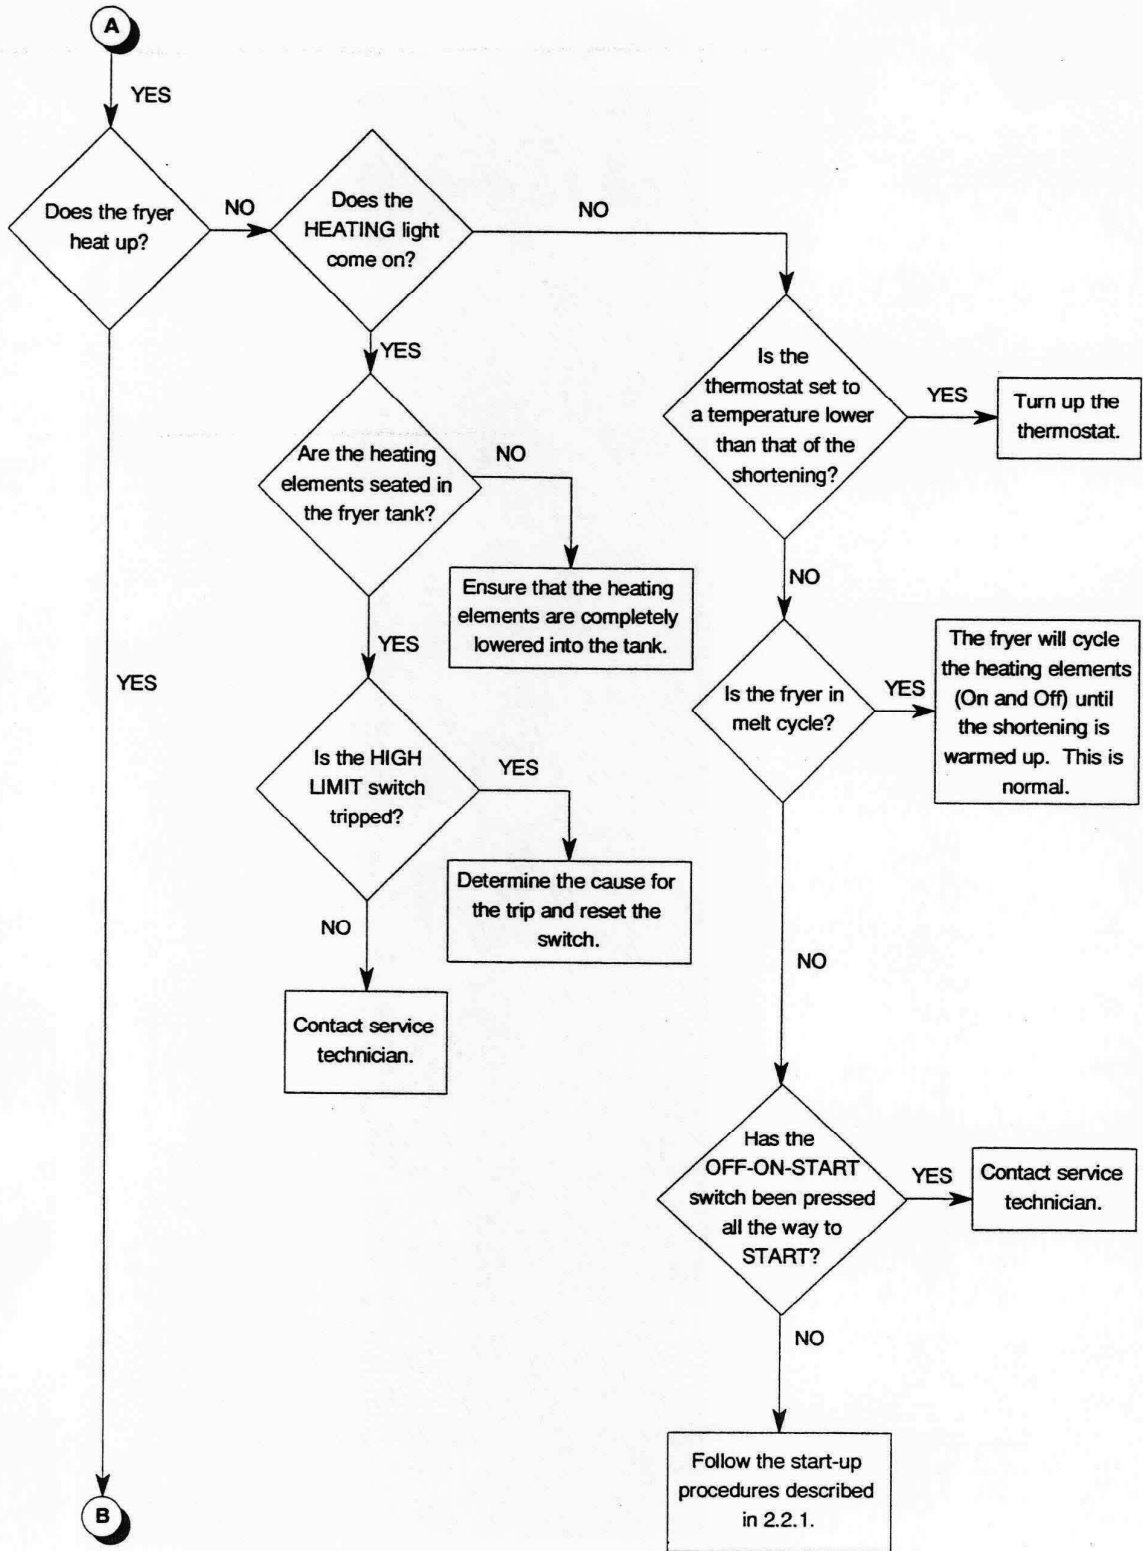 A
YES
Does the fryer
heat up?
NO
Does the
HEATING light
come on?
NO
YES
Is the
thermostat set to
a temperature lower
than that of the
shortening?
YES
Turn up the
thermostat.
Are the heating
elements seated in
the fryer tank?
NO
Ensure that the heating
elements are completely
lowered into the tank.
NO
YES
YES
Is the fryer in
melt cycle?
YES
The fryer will cycle
the heating elements
(On and Off) until
the shortening is
warmed up. This is
normal.
Is the HIGH
LIMIT switch
tripped?
YES
Determine the cause for
the trip and reset the
switch.
NO
Contact service
technician.
NO
Has the
OFF-ON-START
switch been pressed
all the way to
START?
YES
Contact service
technician.
NO
Follow the start-up
procedures described
in 2.2.1.
B